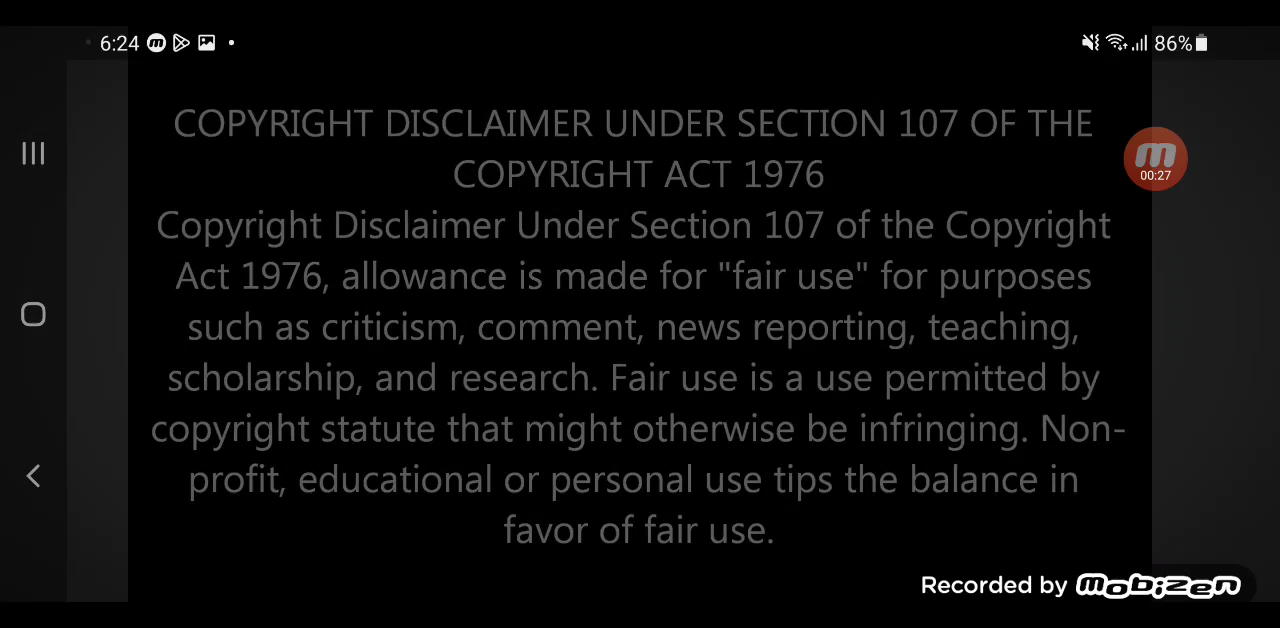 6:24
86%
COPYRIGHT DISCLAIMER UNDER SECTION 107 OF THE
COPYRIGHT ACT 1976
00:27
Copyright Disclaimer Under Section 107 of the Copyright
Act 1976, allowance is made for "fair use" for purposes
such as criticism, comment, news reporting, teaching,
scholarship, and research. Fair use is a use permitted by
copyright statute that might otherwise be infringing. Non-
profit, educational or personal use tips the balance in
favor of fair use.
Recorded by mobizen